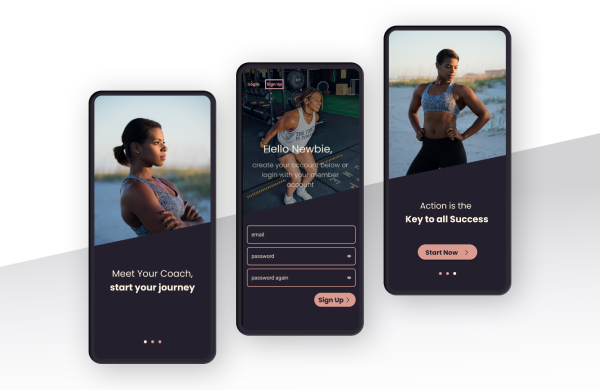 Meet Your Coach,
start your journey
Login
Sign Up
Hello Newbie,
create your account below or
login with your member
account
email
password
password again
Sign Up
Action is the
Key to all Success
Start Now